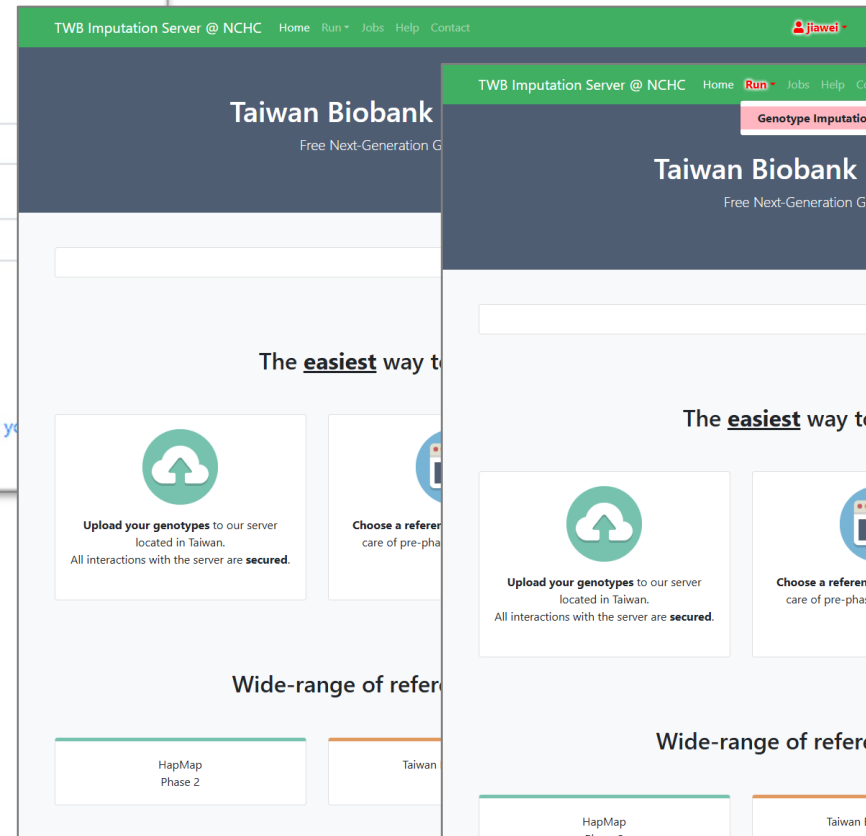 TWB Imputation Server @ NCHC Home Run Jobs Help Contact jiawei
Taiwan Biobank
Free Next-Generation G
The easiest way to
Upload your genotypes to our server
located in Taiwan.
All interactions with the server are secured.
Choose a referen
care of pre-pha
Wide-range of refer
HapMap
Phase 2
Taiwan
TWB Imputation Server @ NCHC Home Run Jobs Help Co
Genotype Imputatio
Taiwan Biobank
Free Next-Generation G
The easiest way to
Upload your genotypes to our server
located in Taiwan.
All interactions with the server are secured.
Choose a referen
care of pre-phas
Wide-range of refere
HapMap
Taiwan